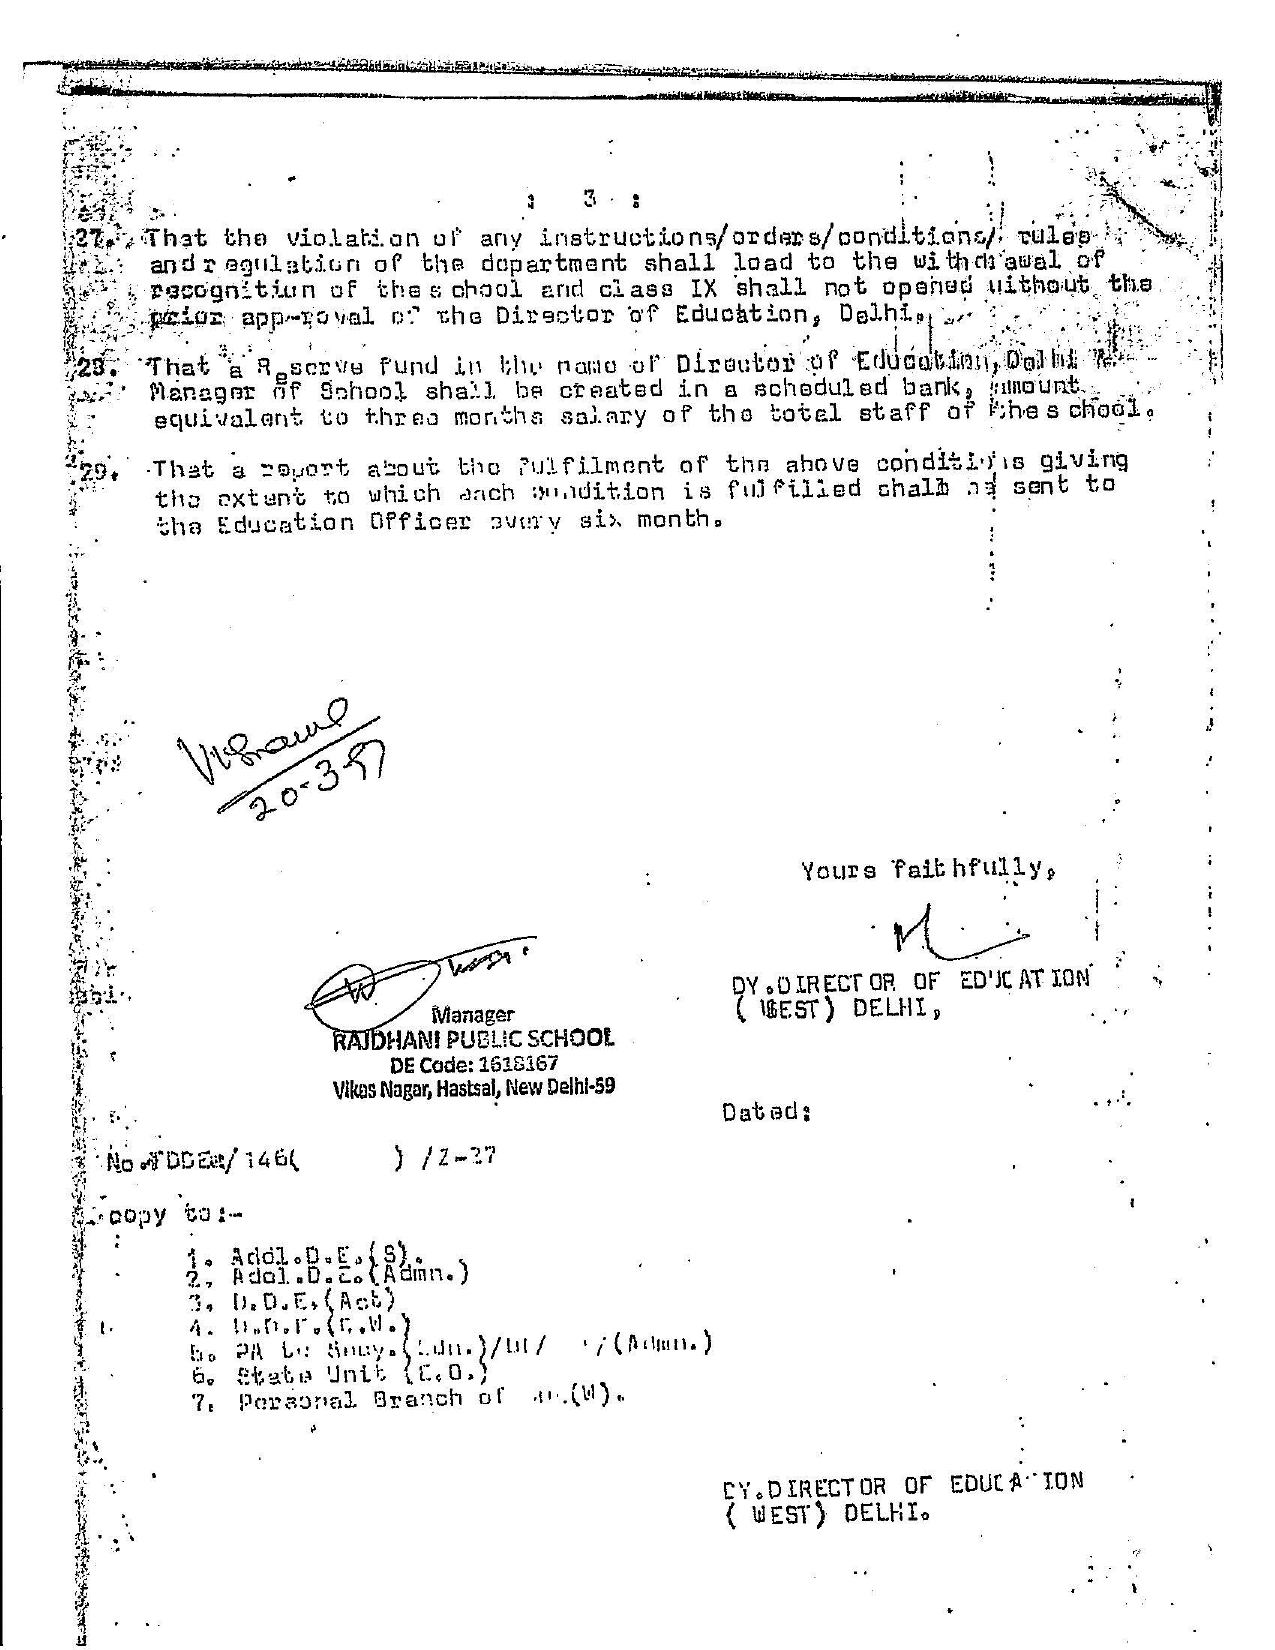 : 3 :
27. That the violation of any instructions/orders/conditions/ rules
and regulation of the department shall load to the withdrawal of
recognition of the school and class IX shall not opened without the
prior app-roval of the Director of Education, Delhi.
28. That a Reserve fund in the name of Director of Education, Delhi
Manager of School shall be created in a scheduled bank, amount
equivalent to three months salary of the total staff of the school.
29. That a report about the fulfilment of the above conditions giving
the extent to which each condition is fulfilled shall be sent to
the Education Officer every six month.
20-3-97
Yours faithfully,
DY.DIRECTOR OF EDUCATION
( WEST) DELHI,
Manager
RAJDHANI PUBLIC SCHOOL
DE Code: 1618167
Vikas Nagar, Hastsal, New Delhi-59
Dated:
No. /146( ) /
copy to:-
1. Addl.D.E.(S).
2. Addl.D.E.(Admn.)
3. D.D.E.(Act)
4.
5. PA to (Admn.)
6. State Unit (E.O.)
7. Personal Branch of (W).
DY.DIRECTOR OF EDUCATION
( WEST) DELHI.